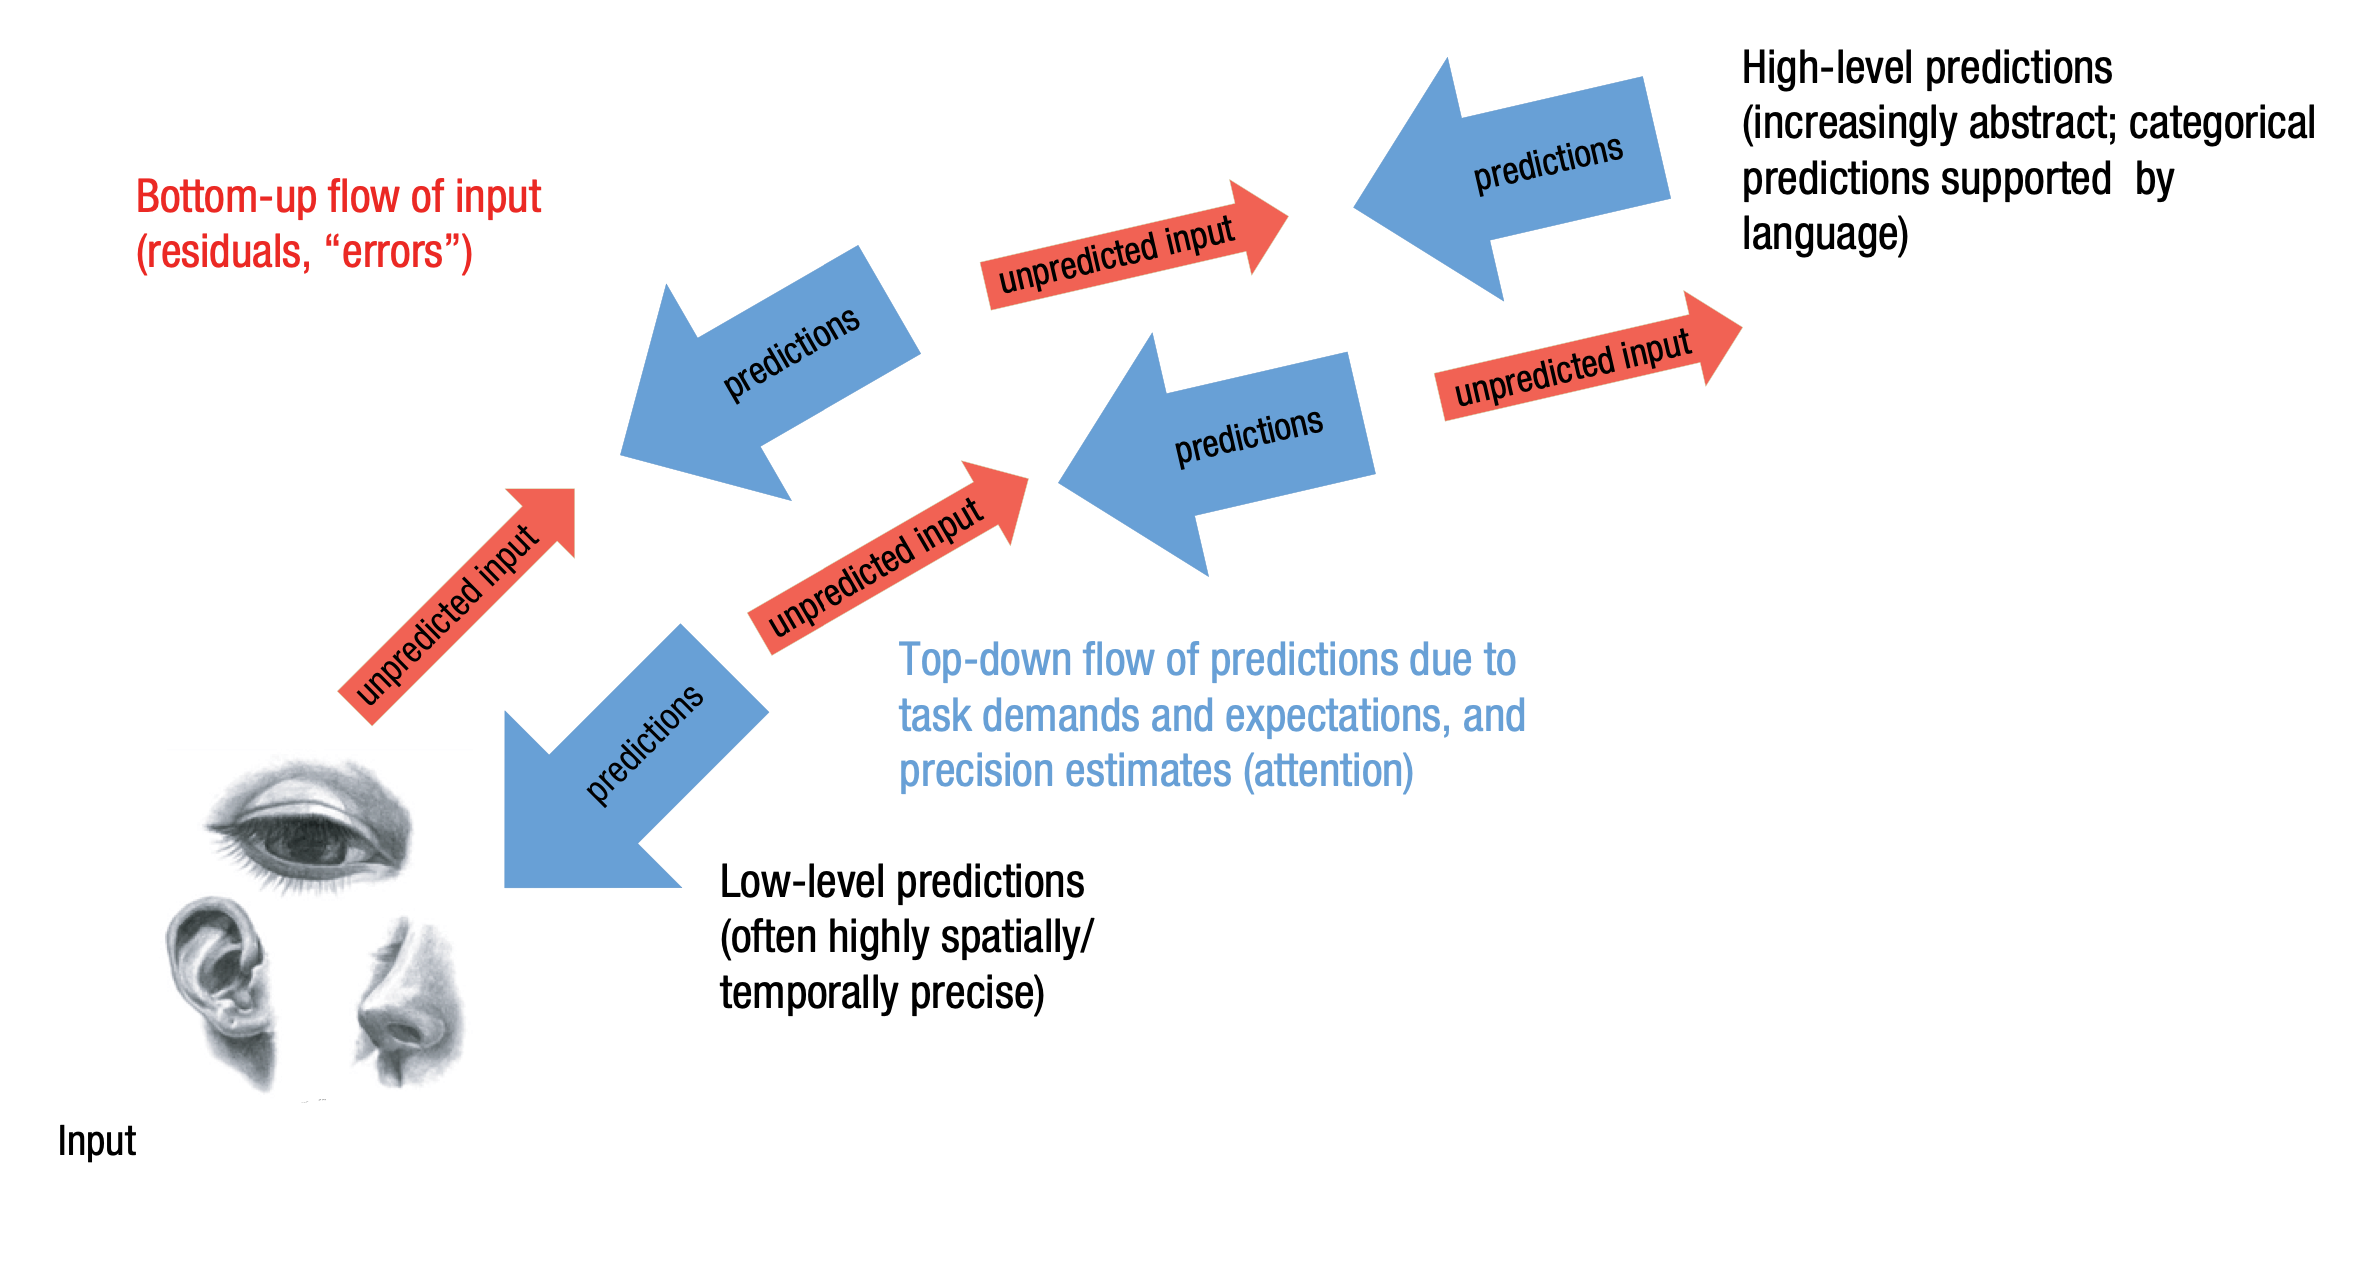 High-level predictions
(increasingly abstract; categorical
predictions supported  by
language)
Bottom-up flow of input
(residuals, “errors”)
predictions
unpredicted input
predictions
unpredicted input
predictions
unpredicted input
unpredicted input
predictions
Top-down flow of predictions due to
task demands and expectations, and
precision estimates (attention)
Low-level predictions
(often highly spatially/
temporally precise)
Input